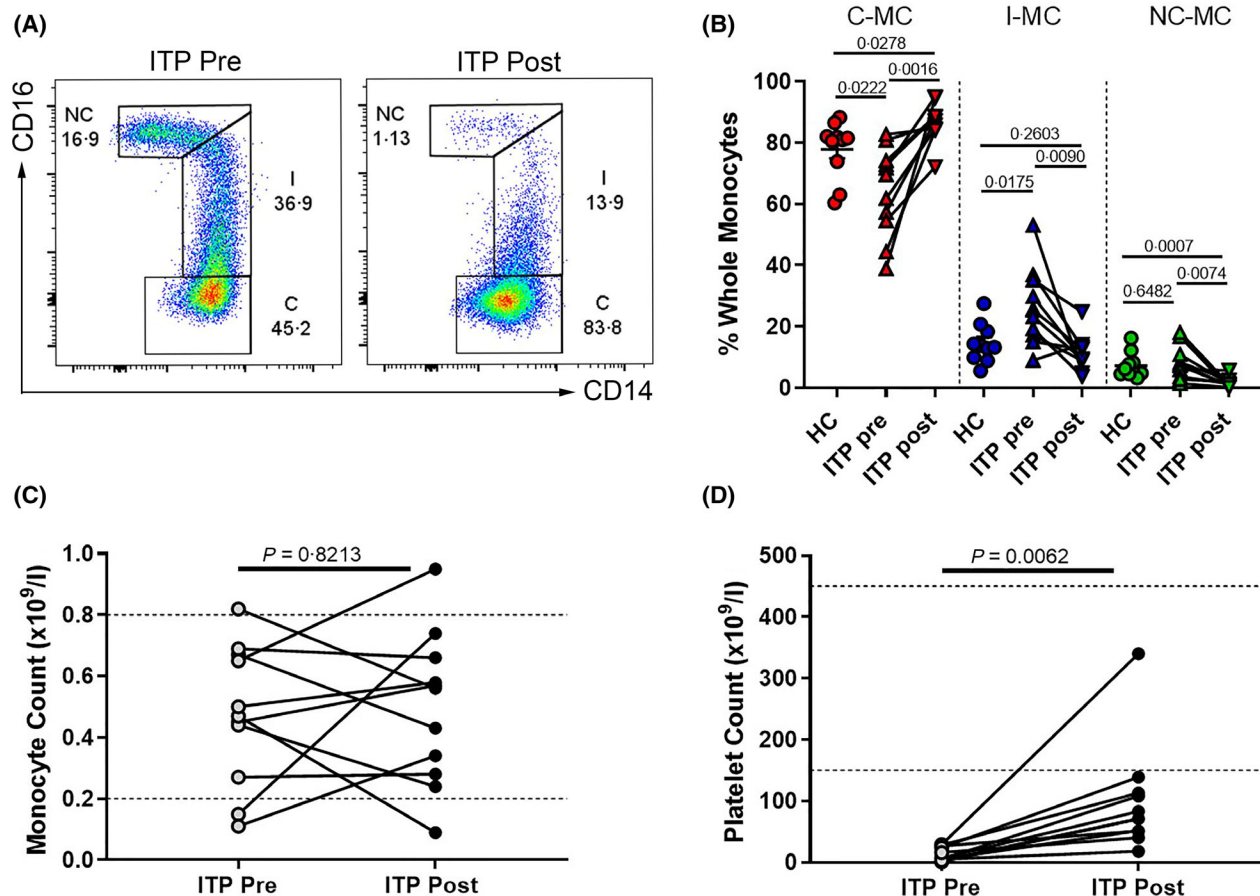 (A)
ITP Pre
ITP Post
CD16
NC
16·9
I
36·9
C
45·2
NC
1·13
I
13·9
C
83·8
CD14
(B)
C-MC
I-MC
NC-MC
0·0278
0·0016
0·0222
0·2603
0·0090
0·0175
0·0007
0·0074
0·6482
% Whole Monocytes
100
80
60
40
20
0
HC
ITP pre
ITP post
HC
ITP pre
ITP post
HC
ITP pre
ITP post
(C)
P = 0·8213
Monocyte Count (x10⁹/l)
1.0
0.8
0.6
0.4
0.2
0.0
ITP Pre
ITP Post
(D)
P = 0.0062
Platelet Count (x10⁹/l)
500
400
300
200
100
0
ITP Pre
ITP Post